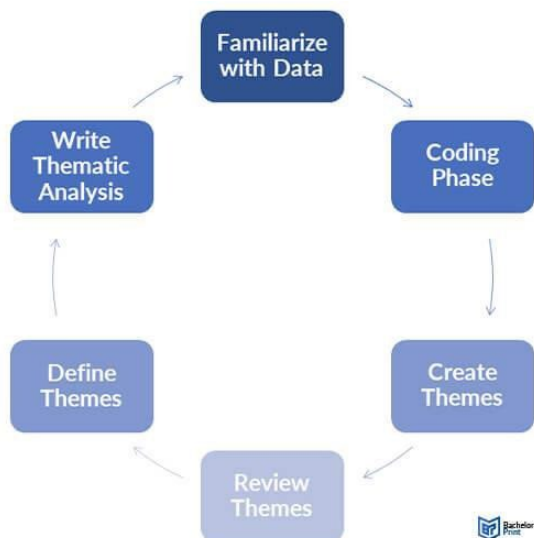 Familiarize
with Data
Coding
Phase
Create
Themes
Review
Themes
Define
Themes
Write
Thematic
Analysis
Bachelor
Print